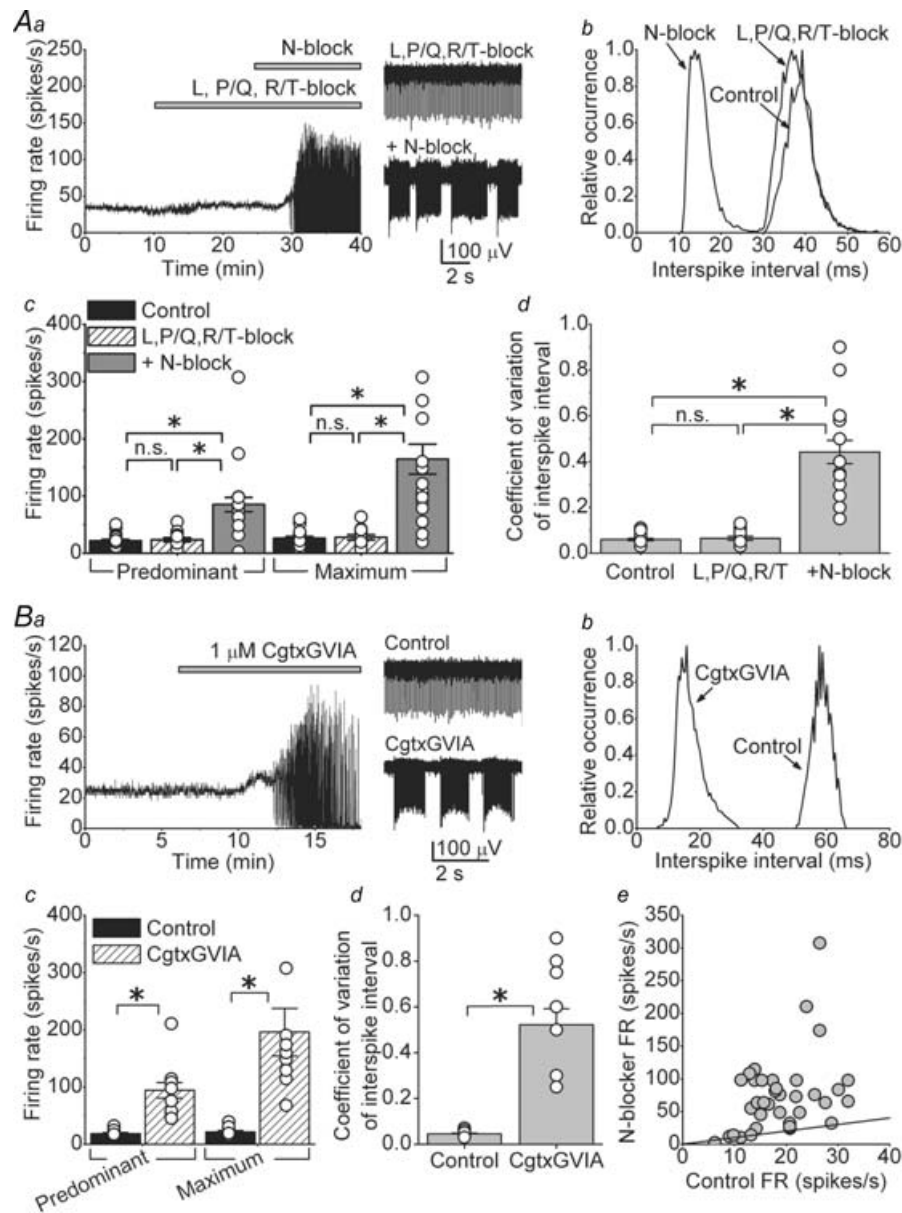 Aa
Firing rate (spikes/s)
250
200
150
100
50
0
N-block
L, P/Q, R/T-block
0 10 20 30 40
Time (min)
L,P/Q,R/T-block
+ N-block
100 µV
2 s
b
Relative ocurrence
1.0
0.8
0.6
0.4
0.2
0.0
N-block
L,P/Q,R/T-block
Control
0 10 20 30 40 50 60
Interspike interval (ms)
c
Firing rate (spikes/s)
400
300
200
100
0
Control
L,P/Q,R/T-block
+ N-block
*
n.s.
*
*
n.s.
*
Predominant
Maximum
d
Coefficient of variation
of interspike interval
1.0
0.8
0.6
0.4
0.2
0.0
*
n.s.
*
Control L,P/Q,R/T +N-block
Ba
Firing rate (spikes/s)
120
100
80
60
40
20
0
1 µM CgtxGVIA
0 5 10 15
Time (min)
Control
CgtxGVIA
100 µV
2 s
b
Relative occurrence
1.0
0.8
0.6
0.4
0.2
0.0
CgtxGVIA
Control
0 20 40 60 80
Interspike interval (ms)
c
Firing rate (spikes/s)
400
300
200
100
0
Control
CgtxGVIA
*
*
Predominant
Maximum
d
Coefficient of variation
of interspike interval
1.0
0.8
0.6
0.4
0.2
0.0
*
Control CgtxGVIA
e
N-blocker FR (spikes/s)
350
300
250
200
150
100
50
0
0 10 20 30 40
Control FR (spikes/s)